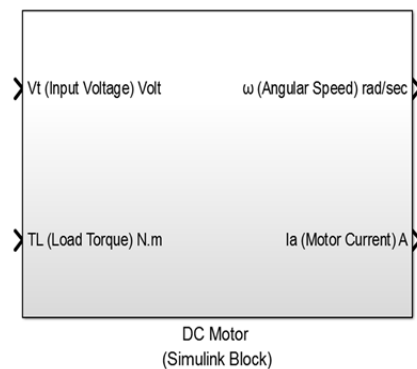 Vt (Input Voltage) Volt
ω (Angular Speed) rad/sec
TL (Load Torque) N.m
Ia (Motor Current) A
DC Motor
(Simulink Block)